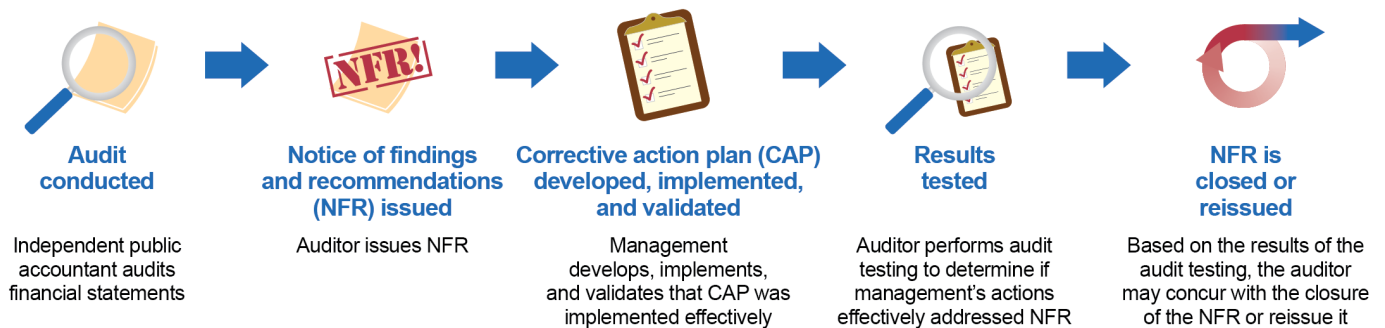 NFR!
Audit
conducted
Independent public
accountant audits
financial statements
Notice of findings
and recommendations
(NFR) issued
Auditor issues NFR
Corrective action plan (CAP)
developed, implemented,
and validated
Management
develops, implements,
and validates that CAP was
implemented effectively
Results
tested
Auditor performs audit
testing to determine if
management’s actions
effectively addressed NFR
NFR is
closed or
reissued
Based on the results of the
audit testing, the auditor
may concur with the closure
of the NFR or reissue it